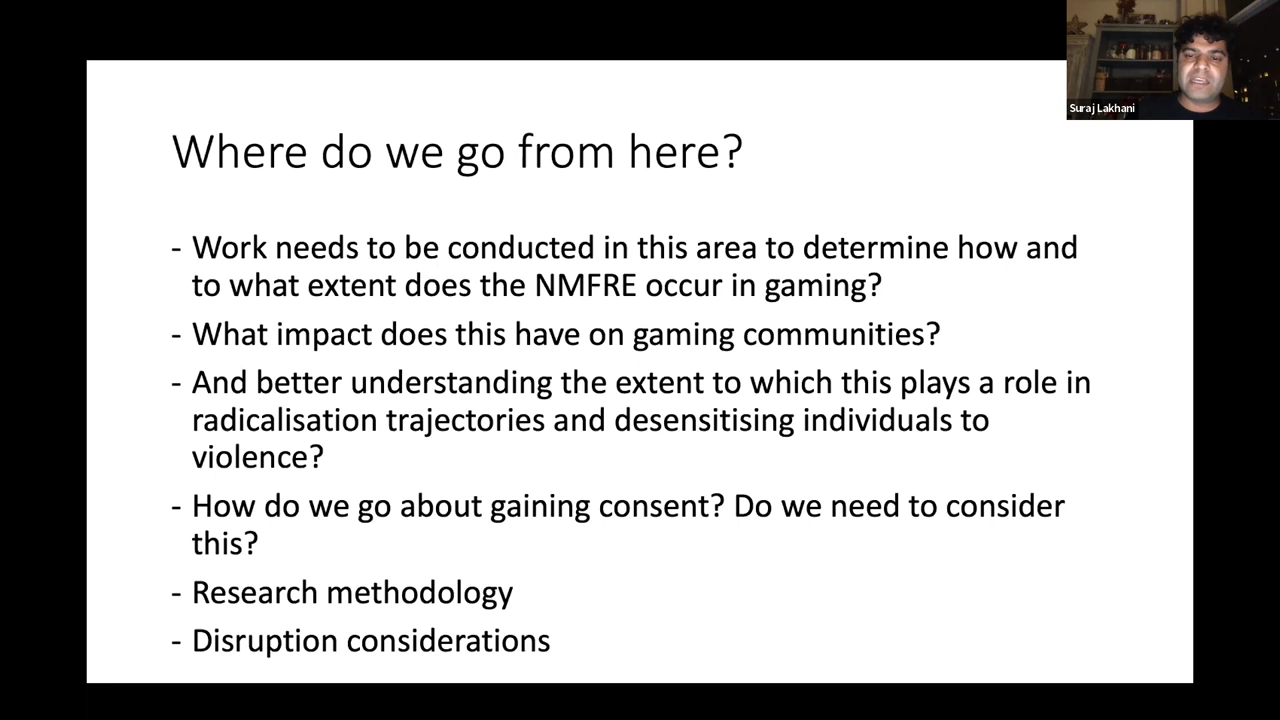 Suraj Lakhani
Where do we go from here?
- Work needs to be conducted in this area to determine how and
to what extent does the NMFRE occur in gaming?
- What impact does this have on gaming communities?
- And better understanding the extent to which this plays a role in
radicalisation trajectories and desensitising individuals to
violence?
- How do we go about gaining consent? Do we need to consider
this?
- Research methodology
- Disruption considerations